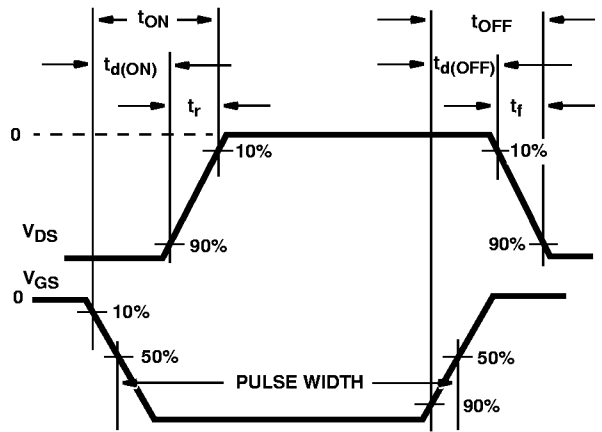 tON tOFF
td(ON) td(OFF)
tr tf
0
10% 10%
VDS
90% 90%
VGS
0
10%
50% 50%
PULSE WIDTH
90%